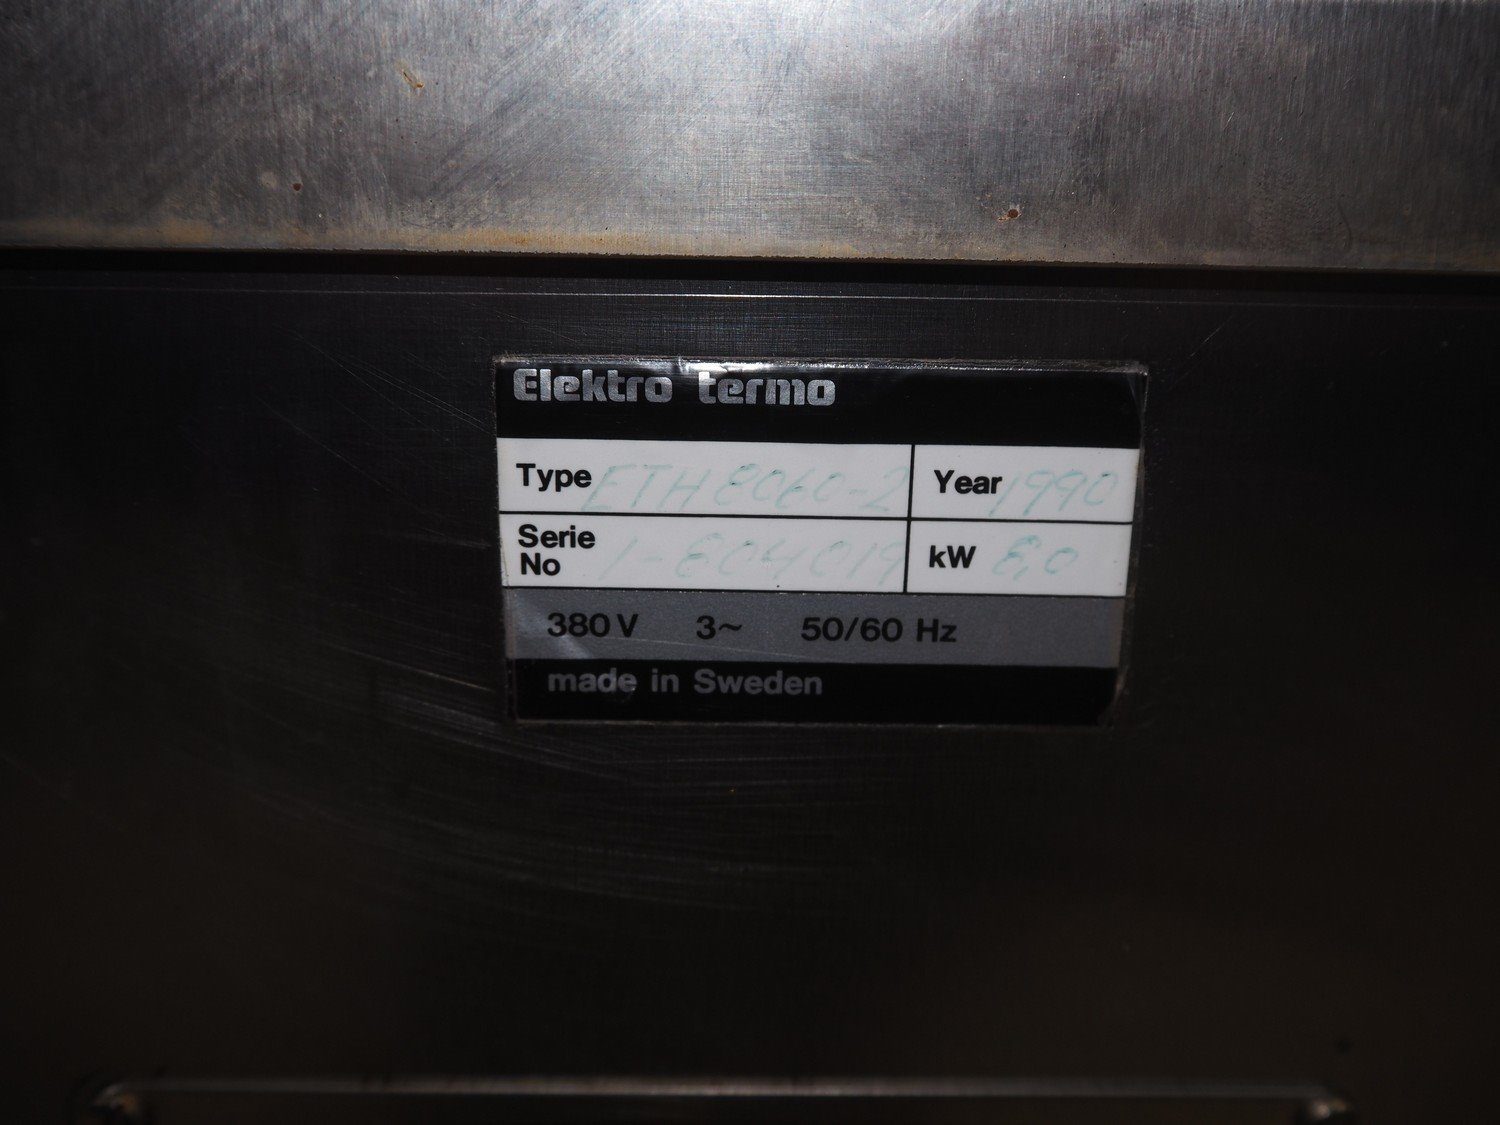 Elektro termo
Type ETH 8060-2 Year 1990
Serie No 1-804019 kW 8,0
380 V 3~ 50/60 Hz
made in Sweden